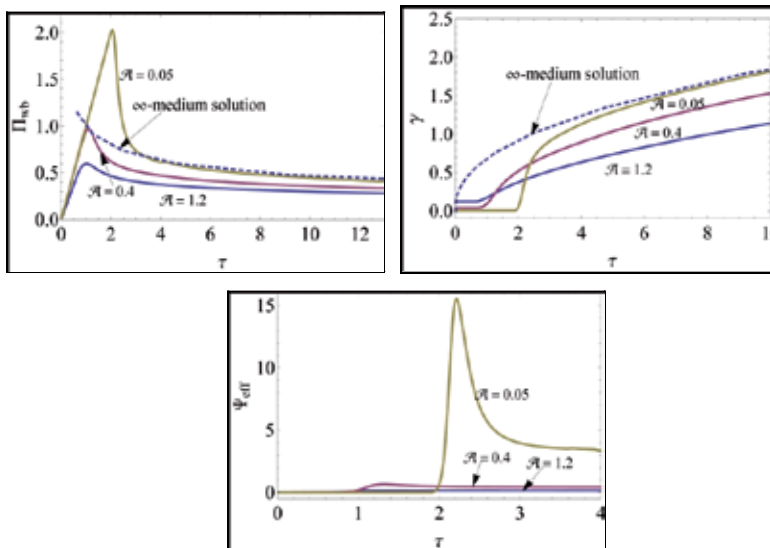 2.0
1.5
1.0
0.5
0.0
Π_wb
𝒜 = 0.05
∞-medium solution
𝒜 = 0.4
𝒜 = 1.2
0 2 4 6 8 10 12
τ
2.5
2.0
1.5
1.0
0.5
0.0
γ
∞-medium solution
𝒜 = 0.05
𝒜 = 0.4
𝒜 = 1.2
0 2 4 6 8
τ
15
10
5
0
Ψ_eff
𝒜 = 0.05
𝒜 = 0.4
𝒜 = 1.2
0 1 2 3 4
τ